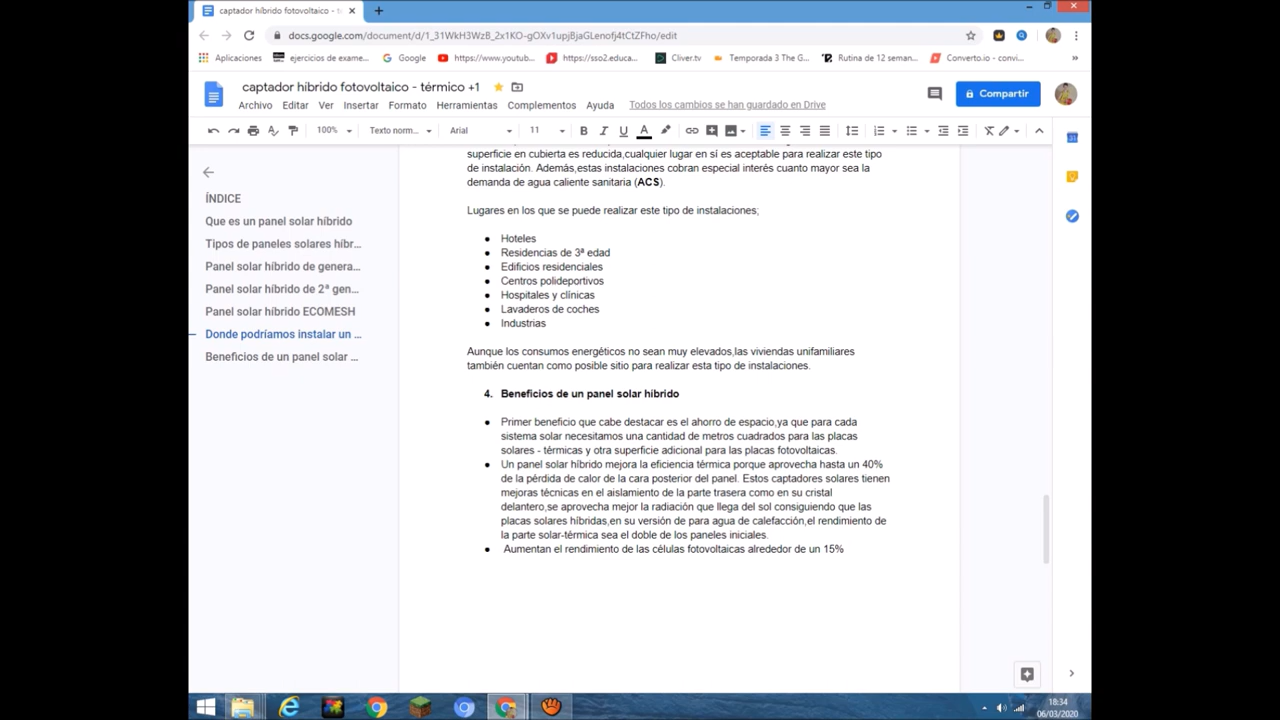 captador híbrido fotovoltaico - t
docs.google.com/document/d/1_31WkH3WzB_2x1KO-gOXv1upjBjaGLenofj4tCtZFho/edit
Aplicaciones
ejercicios de exame...
Google
https://www.youtub...
https://sso2.educa...
Cliver.tv
Temporada 3 The G...
Rutina de 12 seman...
Converto.io - convi...
captador híbrido fotovoltaico - térmico +1
Archivo Editar Ver Insertar Formato Herramientas Complementos Ayuda Todos los cambios se han guardado en Drive
Compartir
100% Texto norm... Arial 11 B I U A
ÍNDICE
Que es un panel solar híbrido
Tipos de paneles solares híbr...
Panel solar híbrido de genera...
Panel solar híbrido de 2ª gen...
Panel solar híbrido ECOMESH
Donde podríamos instalar un ...
Beneficios de un panel solar ...
superficie en cubierta es reducida,cualquier lugar en sí es aceptable para realizar este tipo
de instalación. Además,estas instalaciones cobran especial interés cuanto mayor sea la
demanda de agua caliente sanitaria (ACS).
Lugares en los que se puede realizar este tipo de instalaciones;
● Hoteles
● Residencias de 3ª edad
● Edificios residenciales
● Centros polideportivos
● Hospitales y clínicas
● Lavaderos de coches
● Industrias
Aunque los consumos energéticos no sean muy elevados,las viviendas unifamiliares
también cuentan como posible sitio para realizar esta tipo de instalaciones.
4. Beneficios de un panel solar híbrido
● Primer beneficio que cabe destacar es el ahorro de espacio,ya que para cada
sistema solar necesitamos una cantidad de metros cuadrados para las placas
solares - térmicas y otra superficie adicional para las placas fotovoltaicas.
● Un panel solar híbrido mejora la eficiencia térmica porque aprovecha hasta un 40%
de la pérdida de calor de la cara posterior del panel. Estos captadores solares tienen
mejoras técnicas en el aislamiento de la parte trasera como en su cristal
delantero,se aprovecha mejor la radiación que llega del sol consiguiendo que las
placas solares híbridas,en su versión de para agua de calefacción,el rendimiento de
la parte solar-térmica sea el doble de los paneles iniciales.
● Aumentan el rendimiento de las células fotovoltaicas alrededor de un 15%
18:34
06/03/2020